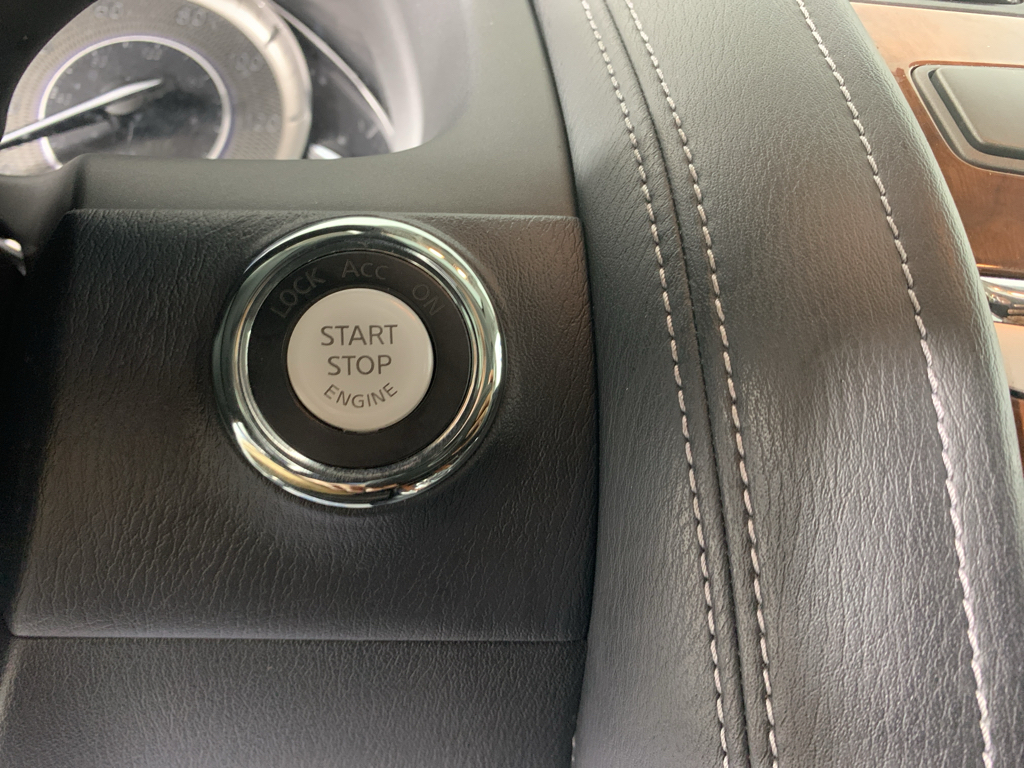 LOCK Acc ON
START
STOP
ENGINE